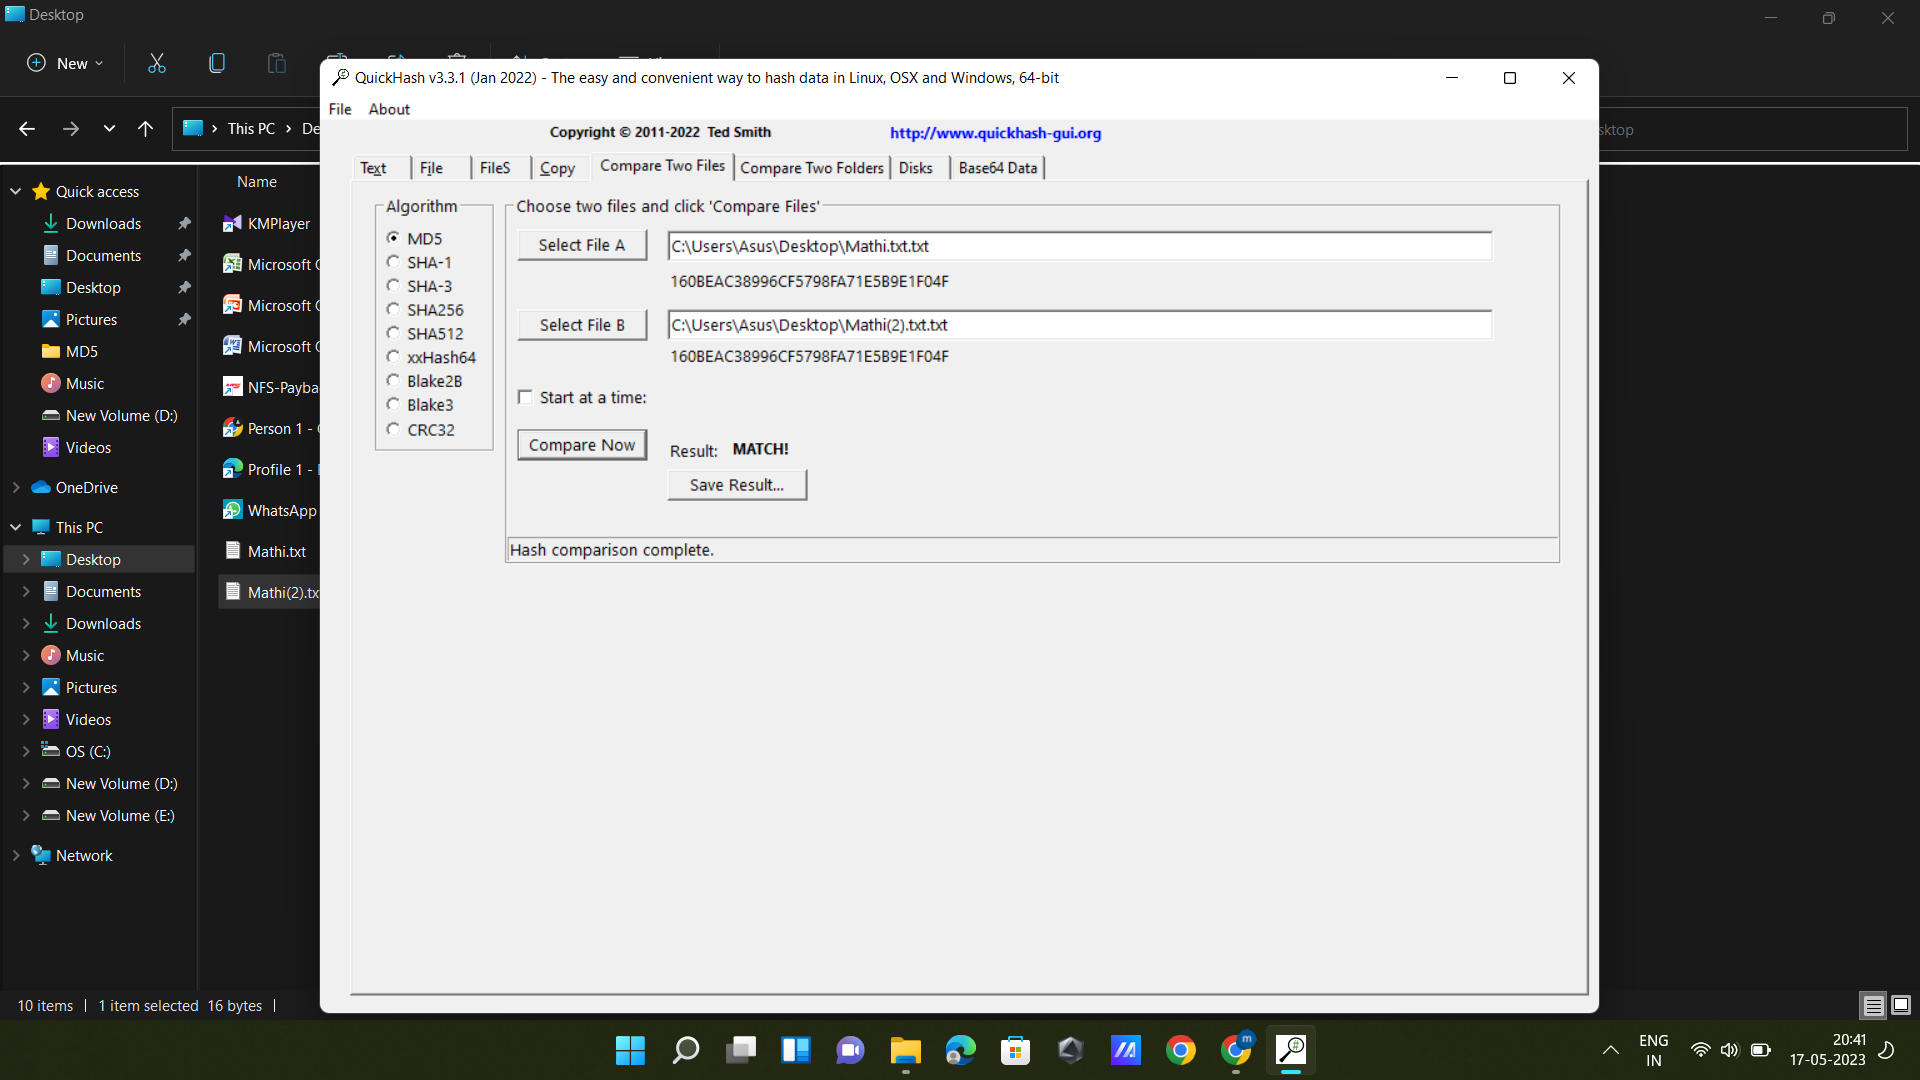 Desktop
New
This PC
De
sktop
Quick access
Downloads
Documents
Desktop
Pictures
MD5
Music
New Volume (D:)
Videos
OneDrive
This PC
Desktop
Documents
Downloads
Music
Pictures
Videos
OS (C:)
New Volume (D:)
New Volume (E:)
Network
Name
KMPlayer
Microsoft
Microsoft
Microsoft
NFS-Payba
Person 1 -
Profile 1 -
WhatsApp
Mathi.txt
Mathi(2).tx
10 items 1 item selected 16 bytes
QuickHash v3.3.1 (Jan 2022) - The easy and convenient way to hash data in Linux, OSX and Windows, 64-bit
File About
Copyright © 2011-2022 Ted Smith http://www.quickhash-gui.org
Text File FileS Copy Compare Two Files Compare Two Folders Disks Base64 Data
Algorithm
MD5
SHA-1
SHA-3
SHA256
SHA512
xxHash64
Blake2B
Blake3
CRC32
Choose two files and click 'Compare Files'
Select File A C:\Users\Asus\Desktop\Mathi.txt.txt
160BEAC38996CF5798FA71E5B9E1F04F
Select File B C:\Users\Asus\Desktop\Mathi(2).txt.txt
160BEAC38996CF5798FA71E5B9E1F04F
Start at a time:
Compare Now Result: MATCH!
Save Result...
Hash comparison complete.
m
ENG
IN
20:41
17-05-2023